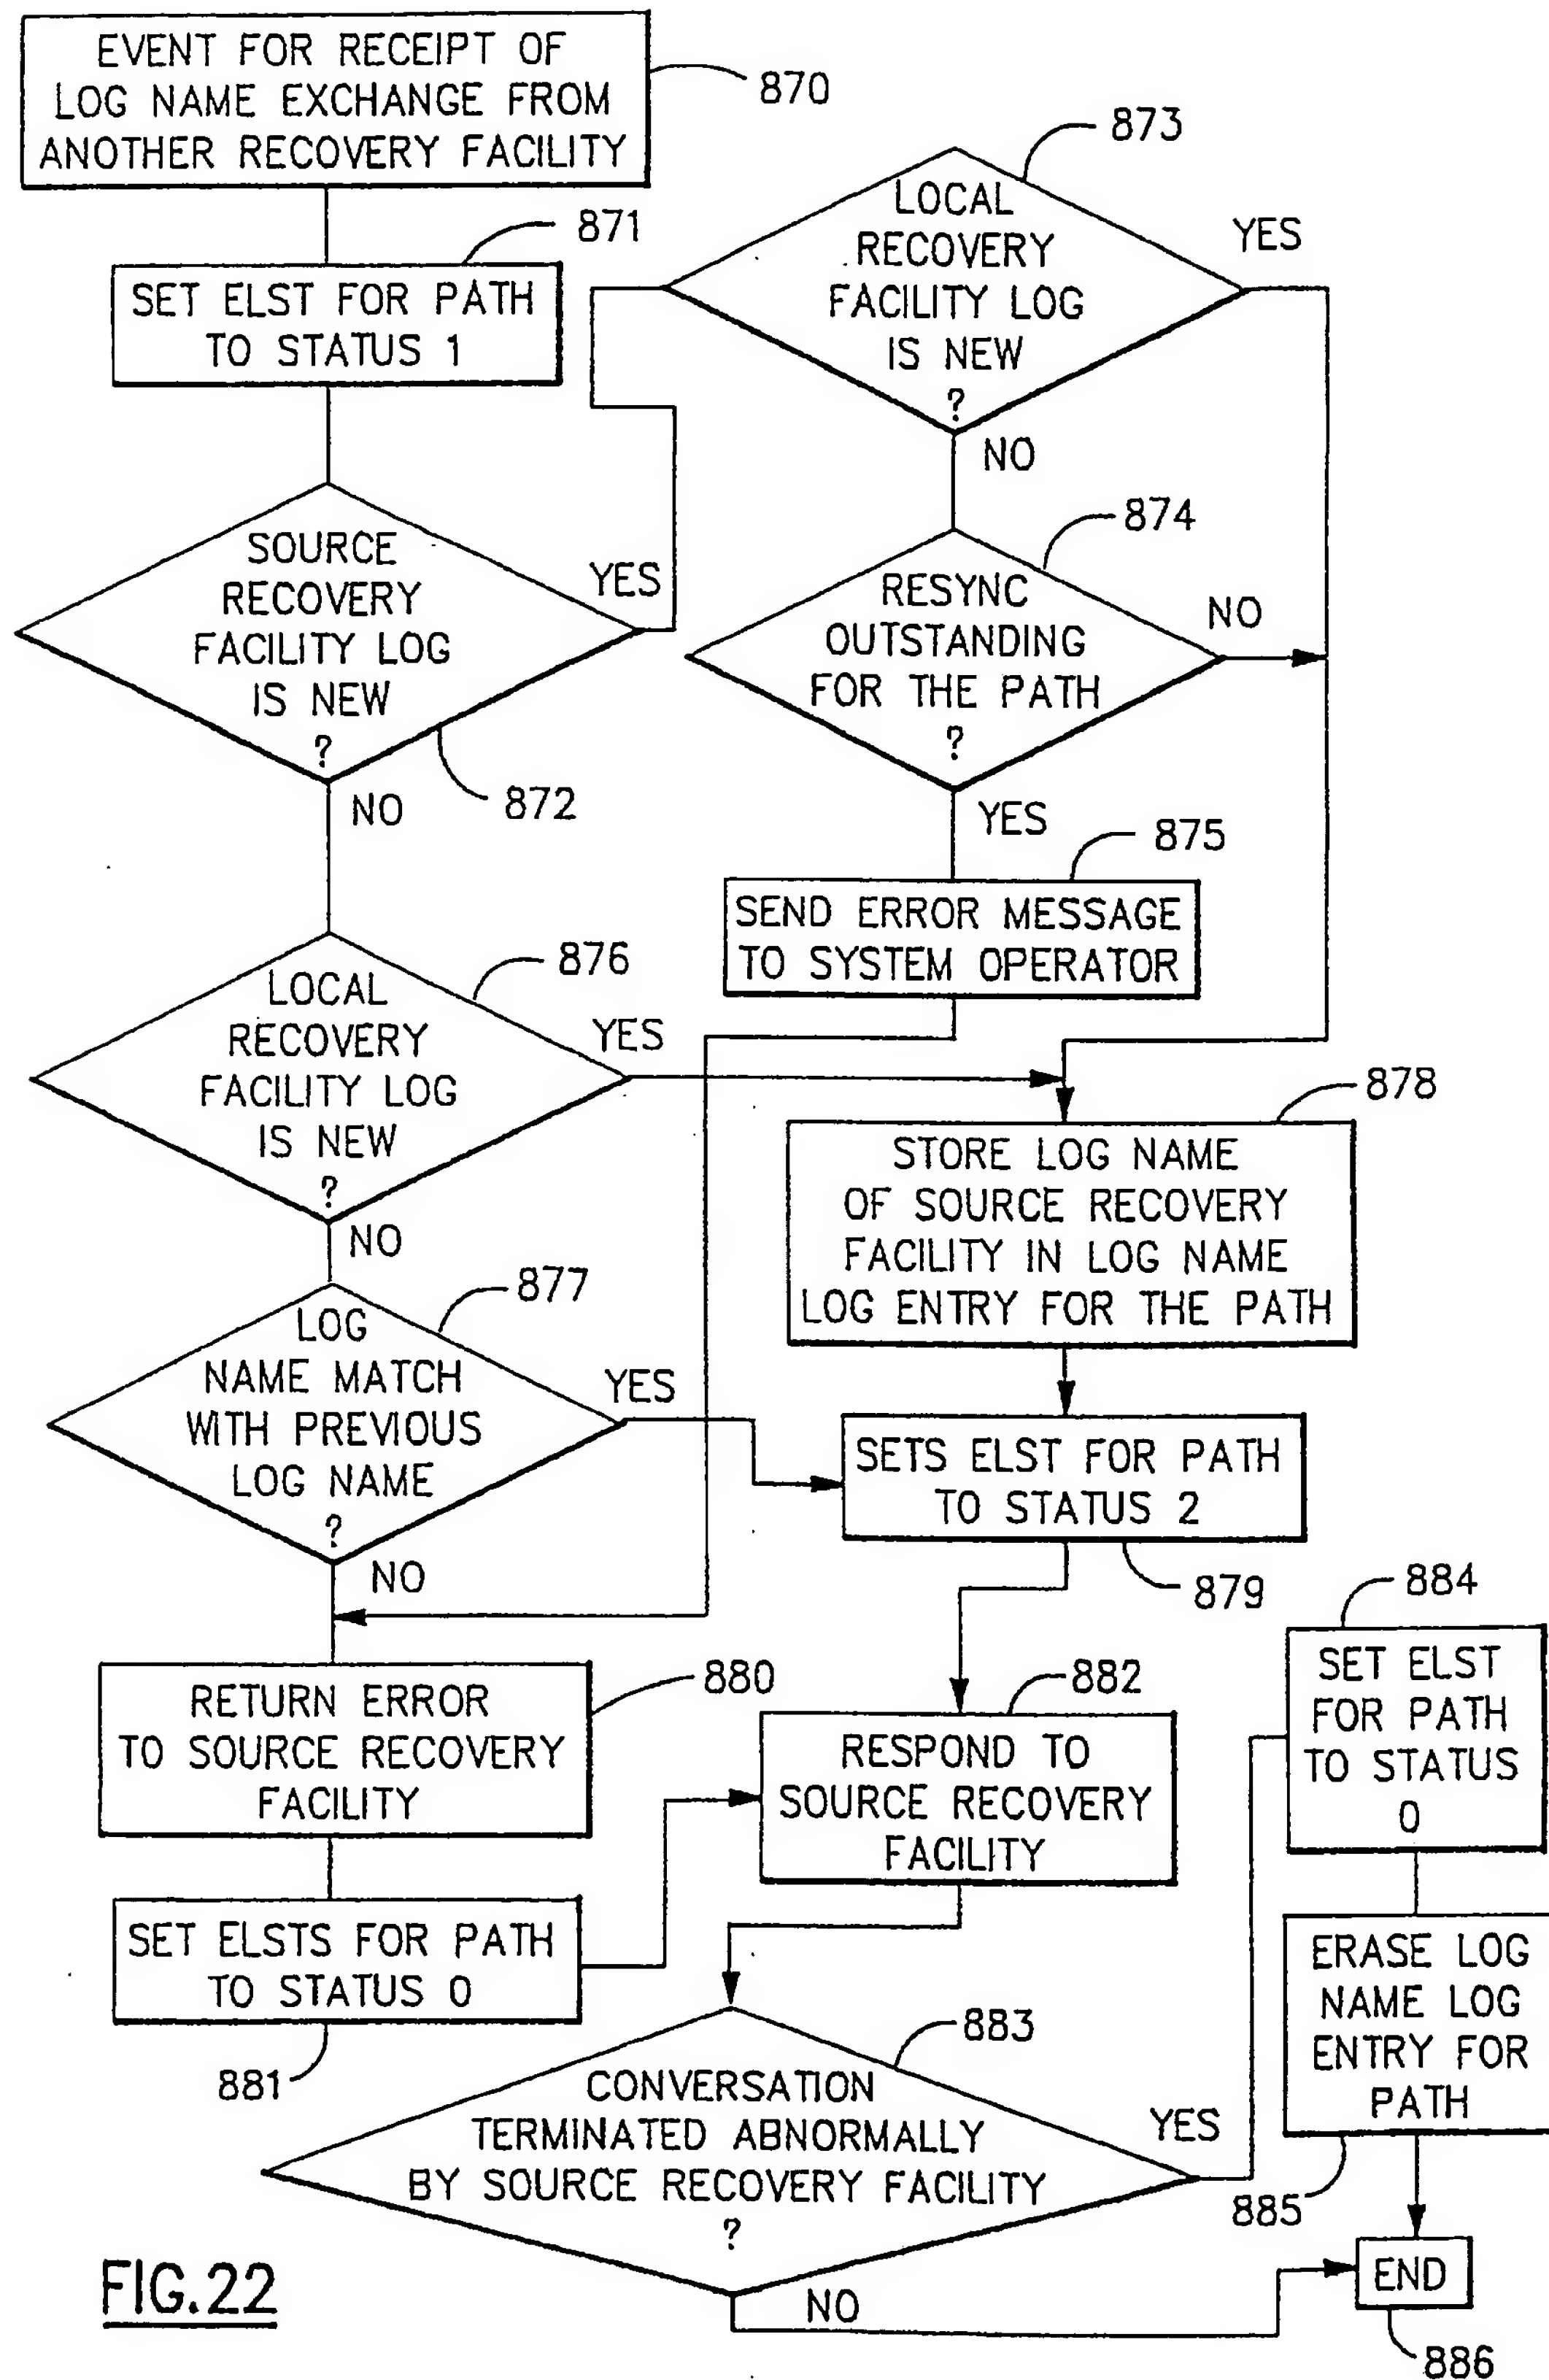 EVENT FOR RECEIPT OF
LOG NAME EXCHANGE FROM
ANOTHER RECOVERY FACILITY
870
871
SET ELST FOR PATH
TO STATUS 1
SOURCE
RECOVERY
FACILITY LOG
IS NEW
?
YES
NO
872
873
LOCAL
RECOVERY
FACILITY LOG
IS NEW
?
YES
NO
874
RESYNC
OUTSTANDING
FOR THE PATH
?
NO
YES
875
SEND ERROR MESSAGE
TO SYSTEM OPERATOR
876
LOCAL
RECOVERY
FACILITY LOG
IS NEW
?
YES
NO
877
LOG
NAME MATCH
WITH PREVIOUS
LOG NAME
?
YES
NO
878
STORE LOG NAME
OF SOURCE RECOVERY
FACILITY IN LOG NAME
LOG ENTRY FOR THE PATH
SETS ELST FOR PATH
TO STATUS 2
879
880
RETURN ERROR
TO SOURCE RECOVERY
FACILITY
SET ELSTS FOR PATH
TO STATUS 0
881
882
RESPOND TO
SOURCE RECOVERY
FACILITY
883
CONVERSATION
TERMINATED ABNORMALLY
BY SOURCE RECOVERY FACILITY
?
YES
NO
884
SET ELST
FOR PATH
TO STATUS
0
ERASE LOG
NAME LOG
ENTRY FOR
PATH
885
END
886
FIG.22